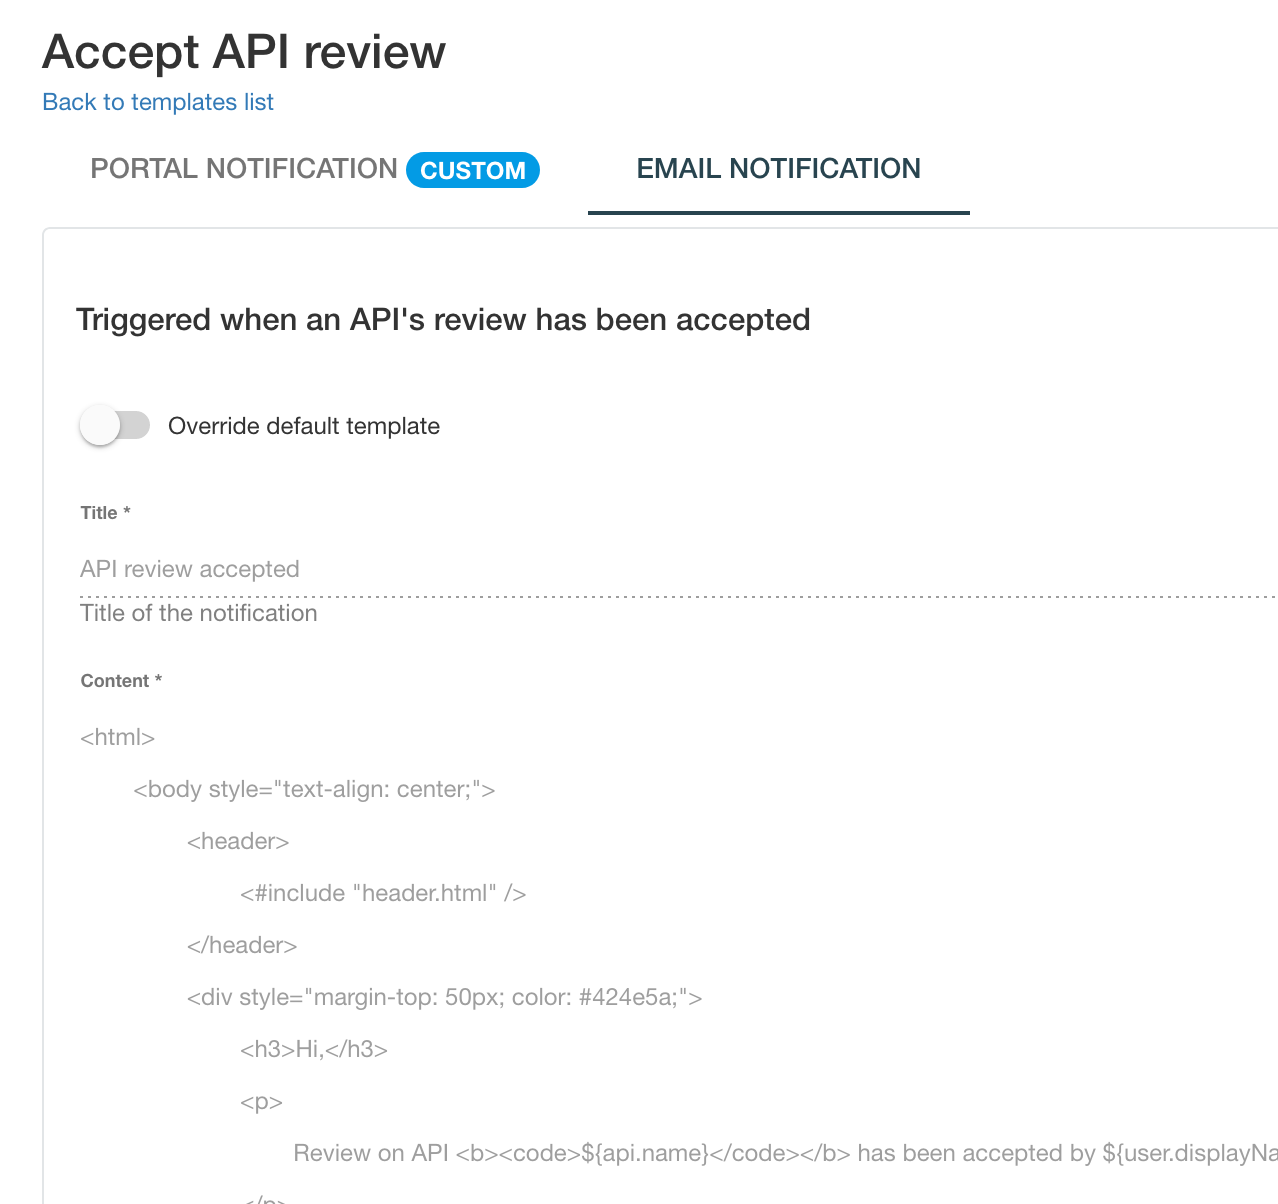 Accept API review
Back to templates list
PORTAL NOTIFICATION CUSTOM EMAIL NOTIFICATION
Triggered when an API's review has been accepted
Override default template
Title *
API review accepted
Title of the notification
Content *
<html>
<body style="text-align: center;">
<header>
<#include "header.html" />
</header>
<div style="margin-top: 50px; color: #424e5a;">
<h3>Hi,</h3>
<p>
Review on API <b><code>${api.name}</code></b> has been accepted by ${user.displayNa